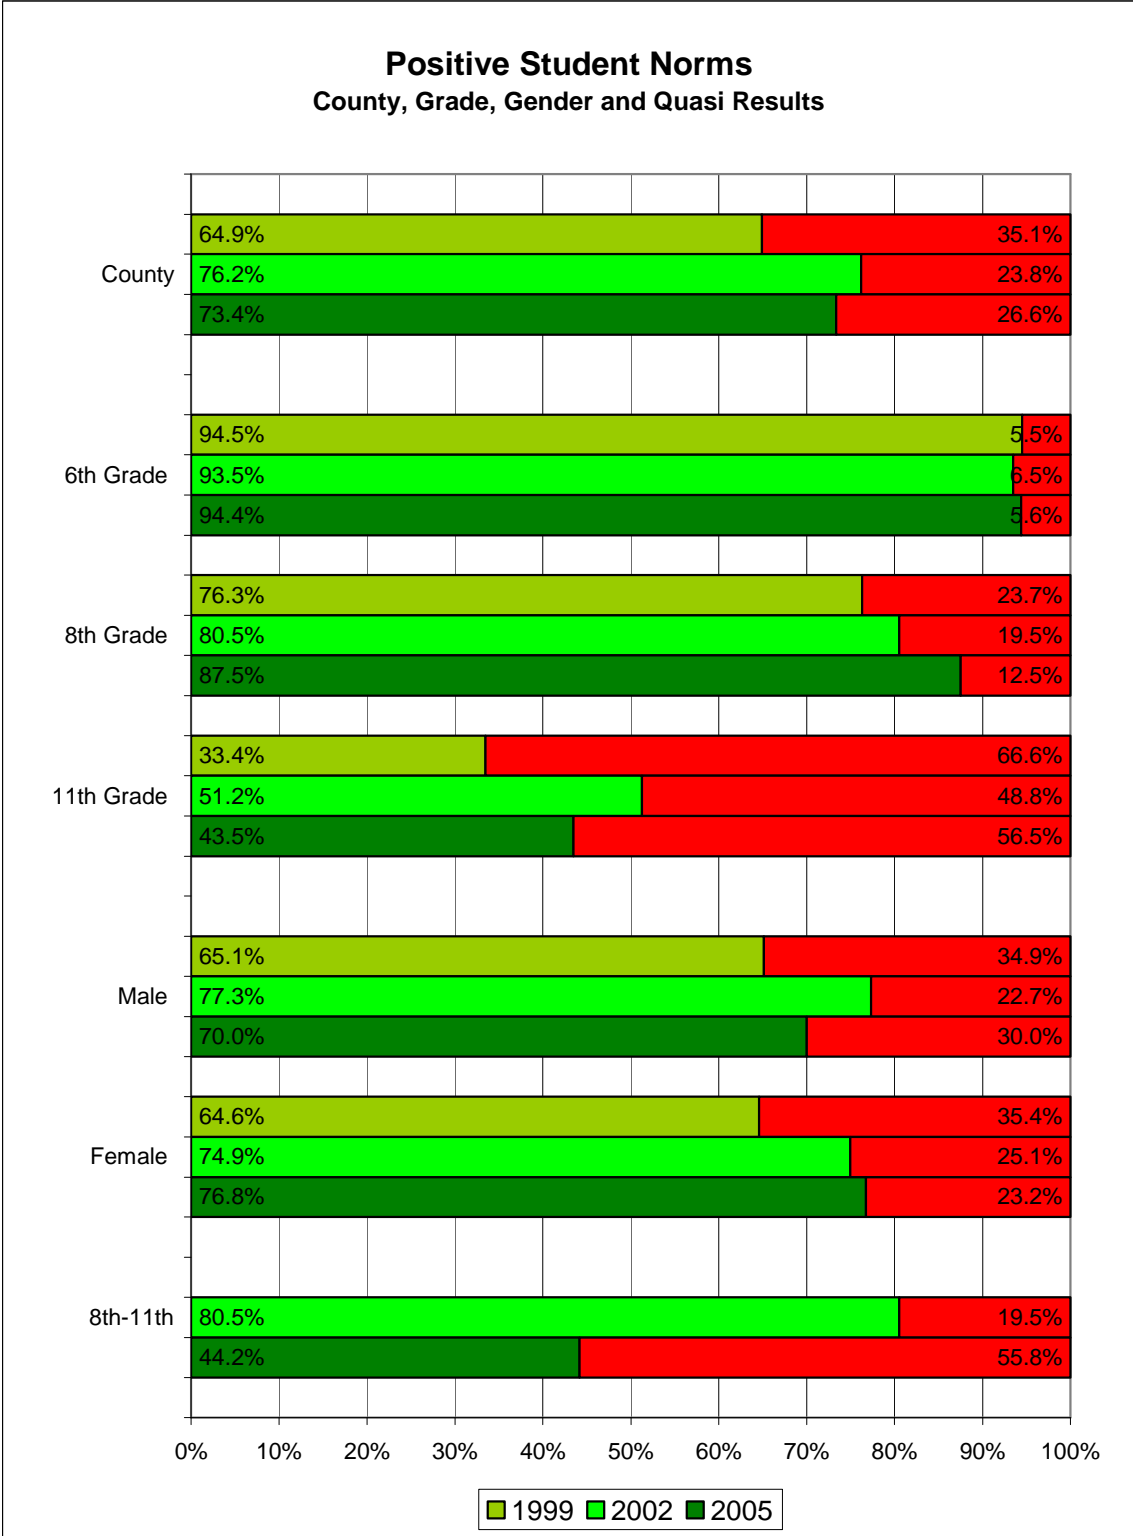 Positive Student Norms
County, Grade, Gender and Quasi Results
64.9% 35.1%
County 76.2% 23.8%
73.4% 26.6%
94.5% 5.5%
6th Grade 93.5% 6.5%
94.4% 5.6%
76.3% 23.7%
8th Grade 80.5% 19.5%
87.5% 12.5%
33.4% 66.6%
11th Grade 51.2% 48.8%
43.5% 56.5%
65.1% 34.9%
Male 77.3% 22.7%
70.0% 30.0%
64.6% 35.4%
Female 74.9% 25.1%
76.8% 23.2%
8th-11th 80.5% 19.5%
44.2% 55.8%
0% 10% 20% 30% 40% 50% 60% 70% 80% 90% 100%
1999 2002 2005